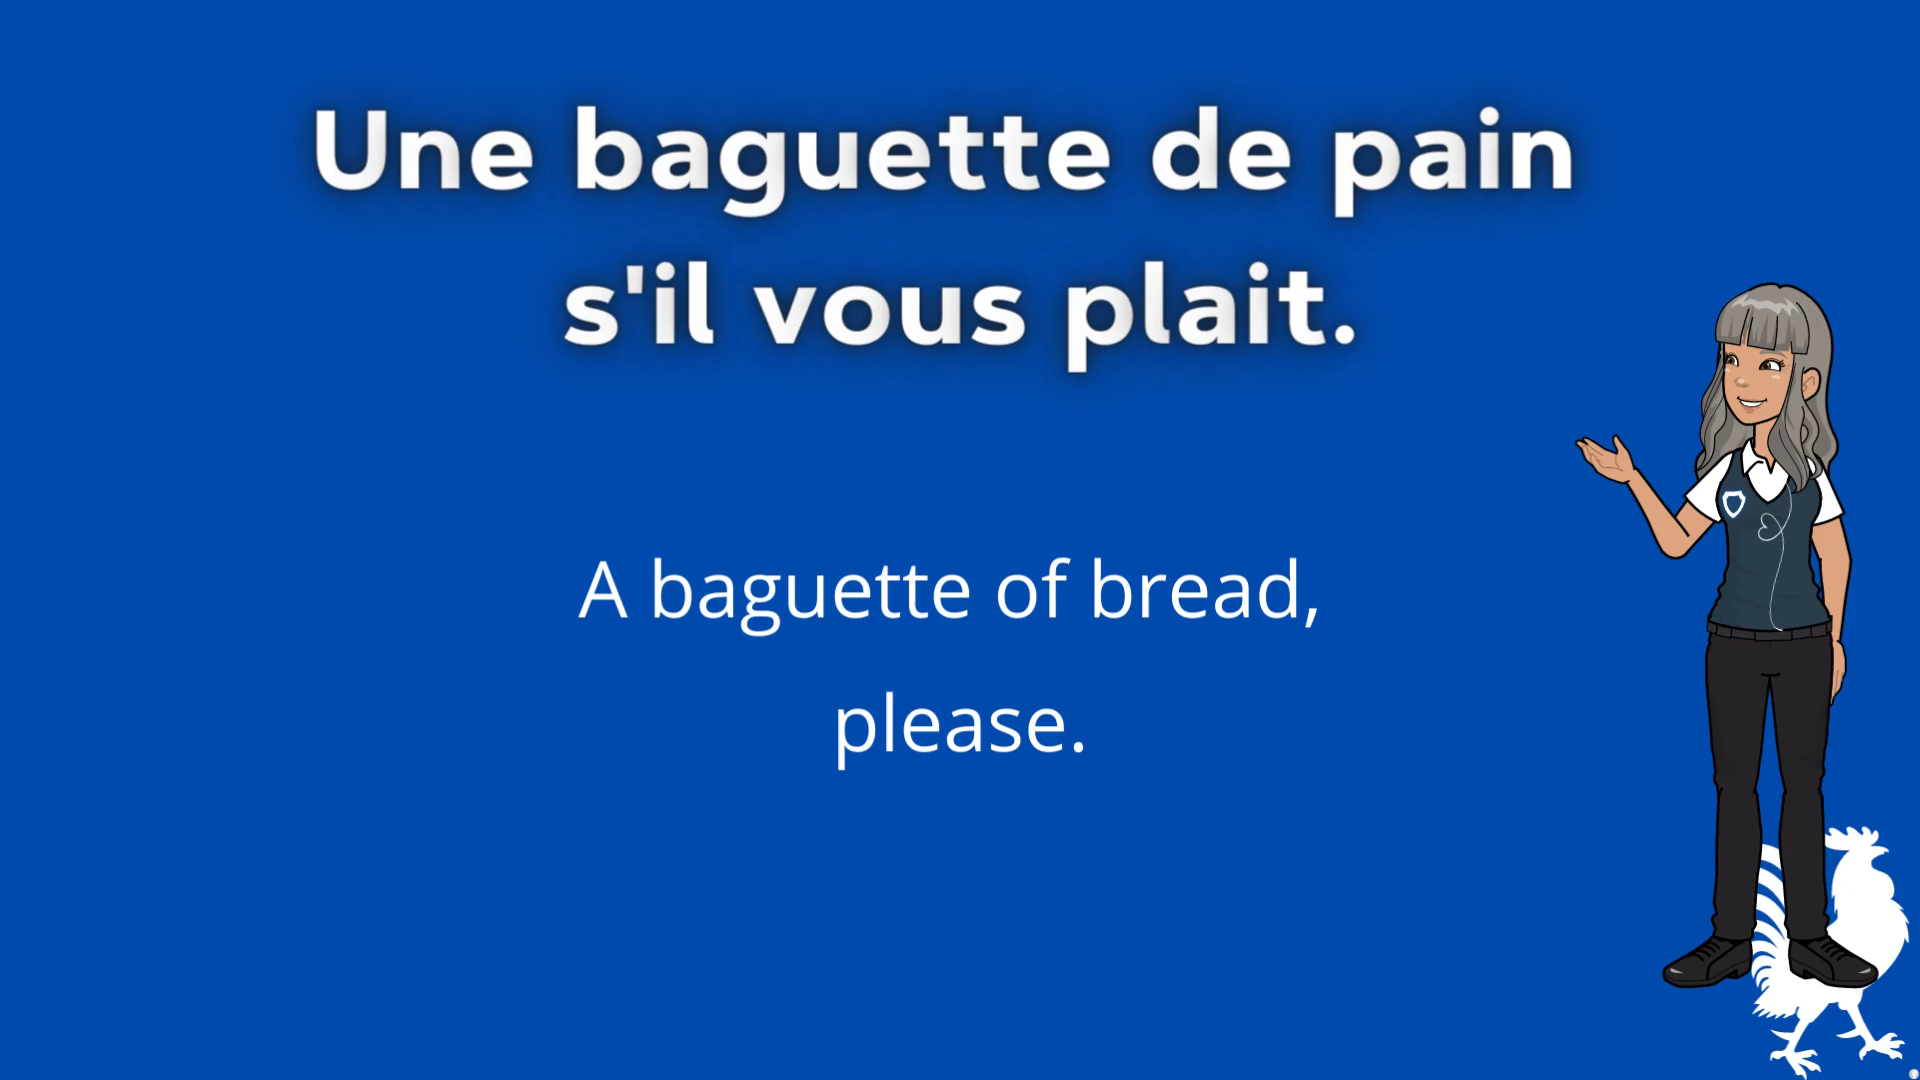 Une baguette de pain
s'il vous plait.
A baguette of bread,
please.